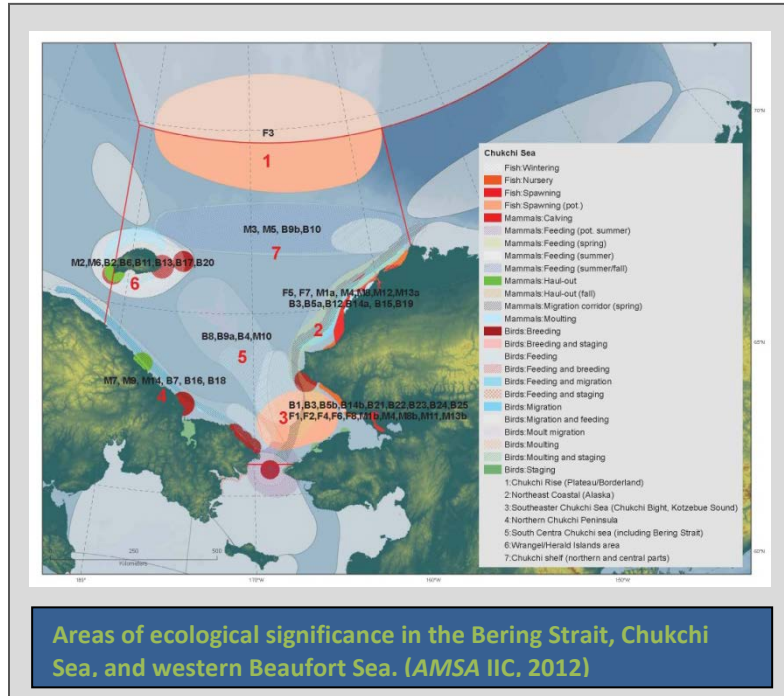 F3
1
M3, M5, B9b,B10
7
M2,M6,B2,B6,B11,B13,B17,B20
6
F5, F7, M1a, M4,M8,M12,M13a
B3,B5a,B12,B14a, B15,B19
2
B8,B9a,B4,M10
5
M7, M9, M14, B7, B16, B18
4
B1,B3,B5b,B14b,B21,B22,B23,B24,B25
F1,F2,F4,F6,F8,M1b,M4,M8b,M11,M13b
3
Chukchi Sea
Fish:Wintering
Fish:Nursery
Fish:Spawning
Fish:Spawning (pot.)
Mammals:Calving
Mammals:Feeding (pot. summer)
Mammals:Feeding (spring)
Mammals:Feeding (summer)
Mammals:Feeding (summer/fall)
Mammals:Haul-out
Mammals:Haul-out (fall)
Mammals:Migration corridor (spring)
Mammals:Moulting
Birds:Breeding
Birds:Breeding and staging
Birds:Feeding
Birds:Feeding and breeding
Birds:Feeding and migration
Birds:Feeding and staging
Birds:Migration
Birds:Migration and feeding
Birds:Moult migration
Birds:Moulting
Birds:Moulting and staging
Birds:Staging
1:Chukchi Rise (Plateau/Borderland)
2:Northeast Coastal (Alaska)
3:Southeaster Chukchi Sea (Chukchi Bight, Kotzebue Sound)
4:Northern Chukchi Peninsula
5:South Centra Chukchi sea (including Bering Strait)
6:Wrangel/Herald Islands area
7:Chukchi shelf (northern and central parts)
250
500
Kilometers
170°W
Areas of ecological significance in the Bering Strait, Chukchi
Sea, and western Beaufort Sea. (AMSA IIC, 2012)